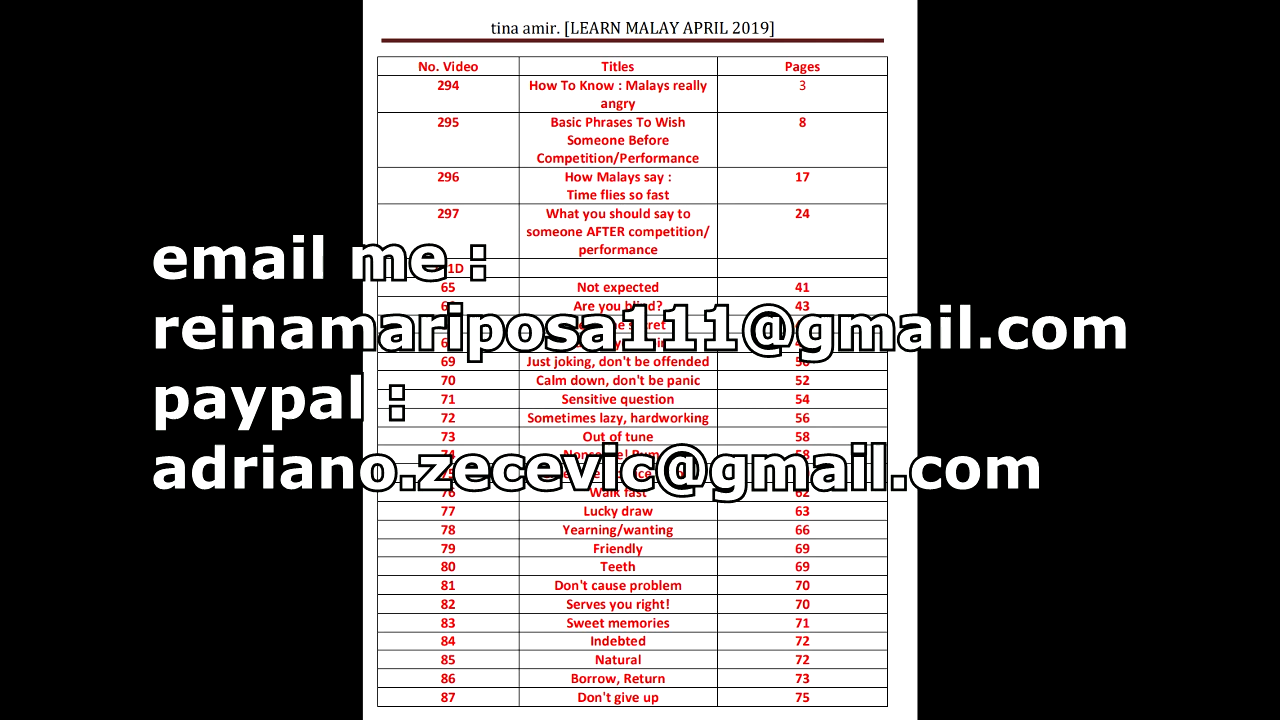 tina amir. [LEARN MALAY APRIL 2019]
No. Video Titles Pages
294 How To Know : Malays really angry 3
295 Basic Phrases To Wish Someone Before Competition/Performance 8
296 How Malays say : Time flies so fast 17
297 What you should say to someone AFTER competition/ performance 24
1D
65 Not expected 41
Are you blind? 43
69 Just joking, don't be offended
70 Calm down, don't be panic 52
71 Sensitive question 54
72 Sometimes lazy, hardworking 56
73 Out of tune 58
74 58
76 Walk fast 62
77 Lucky draw 63
78 Yearning/wanting 66
79 Friendly 69
80 Teeth 69
81 Don't cause problem 70
82 Serves you right! 70
83 Sweet memories 71
84 Indebted 72
85 Natural 72
86 Borrow, Return 73
87 Don't give up 75
email me :
reinamariposa111@gmail.com
paypal :
adriano.zecevic@gmail.com